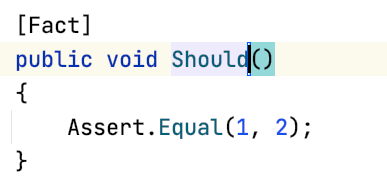 [Fact]
public void Should()
{
    Assert.Equal(1, 2);
}